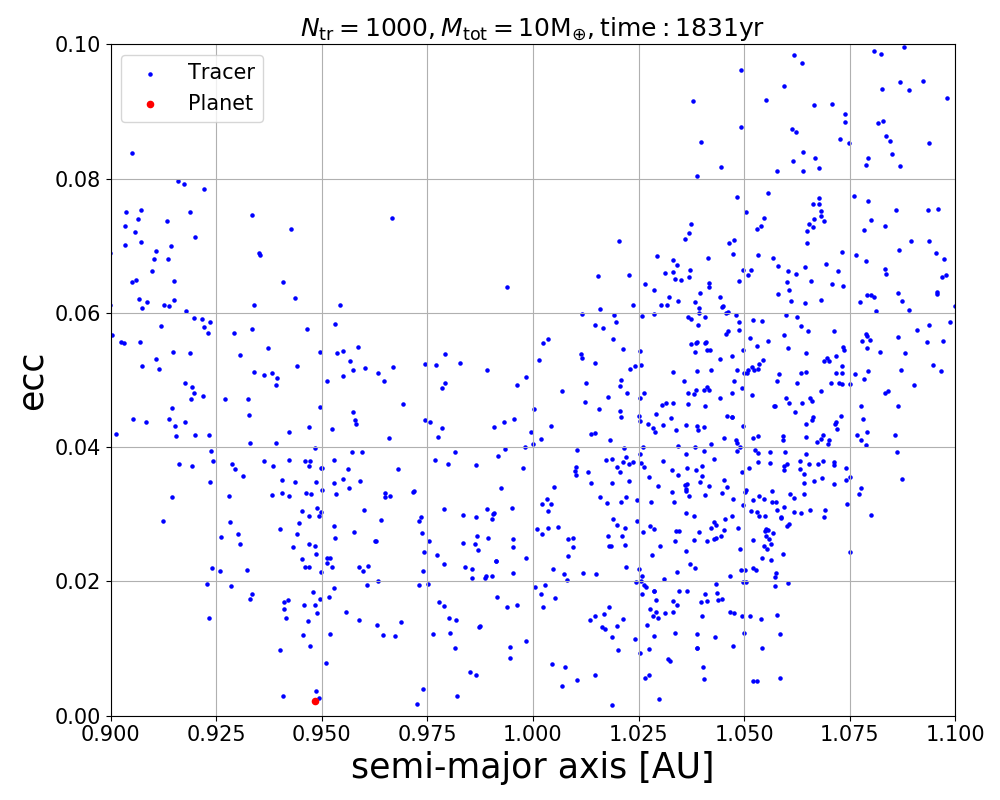 N_tr = 1000, M_tot = 10M_⊕, time : 1831yr
Tracer
Planet
0.10
0.08
0.06
0.04
0.02
0.00
ecc
0.900 0.925 0.950 0.975 1.000 1.025 1.050 1.075 1.100
semi-major axis [AU]